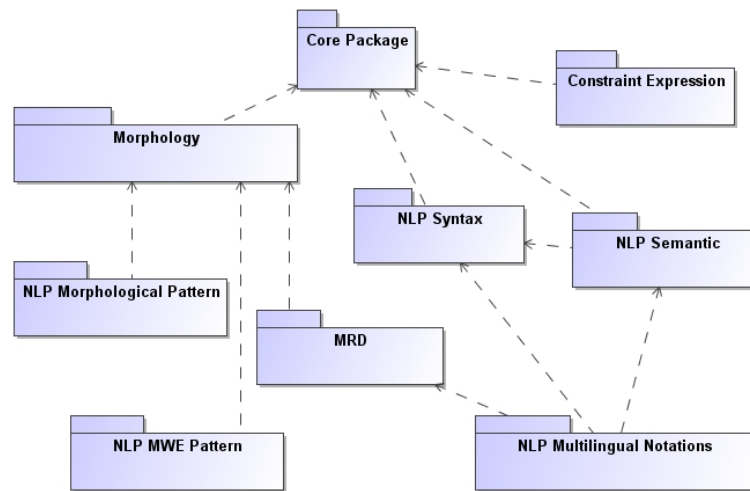 Core Package
Constraint Expression
Morphology
NLP Syntax
NLP Semantic
NLP Morphological Pattern
MRD
NLP MWE Pattern
NLP Multilingual Notations